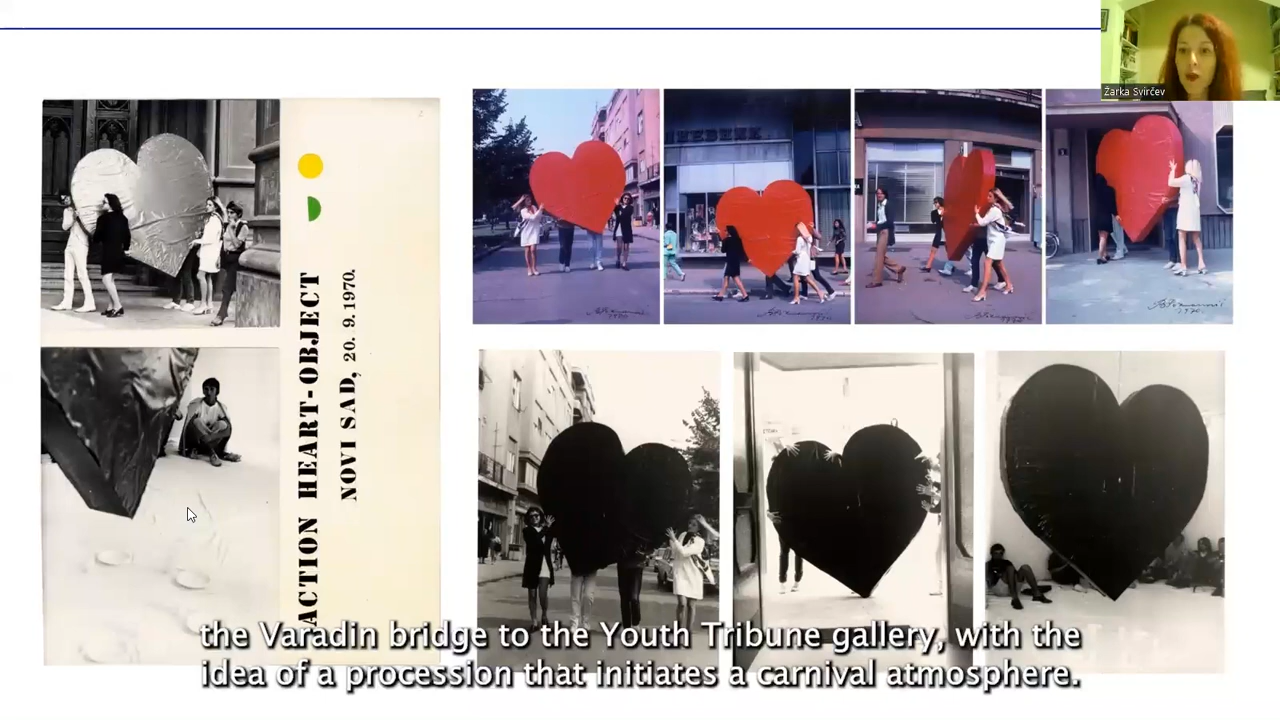 Žarka Svirčev
ACTION HEART-OBJECT
NOVI SAD, 20. 9. 1970.
1970.
the Varadin bridge to the Youth Tribune gallery, with the
idea of a procession that initiates a carnival atmosphere.